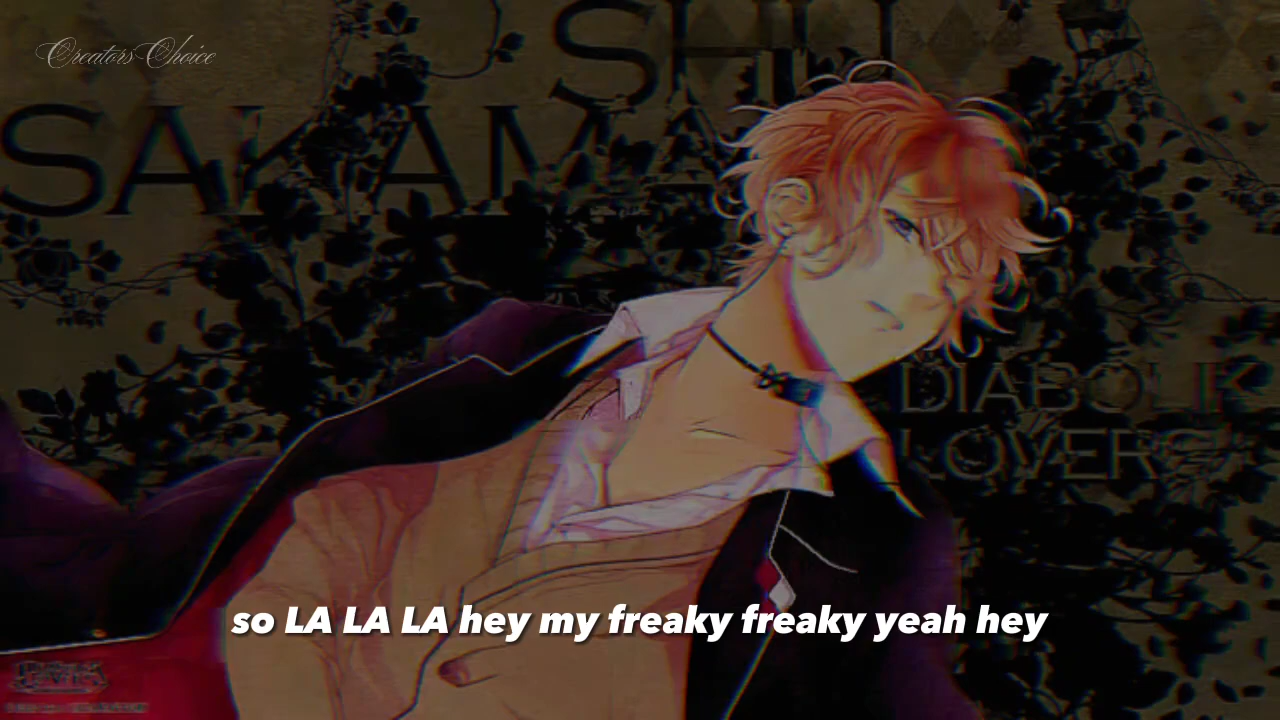 Creators Choice
SHU
SAKAMA
DIABOLIK
LOVERS
so LA LA LA hey my freaky freaky yeah hey